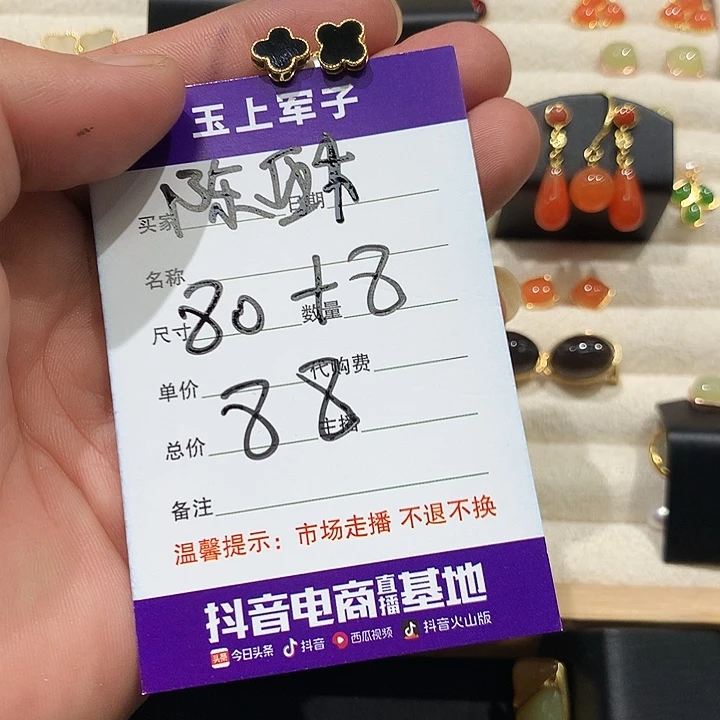 玉上军子
买家 陈 日期
名称
80+8
尺寸 数量
单价 代购费
88
总价 主播
备注
温馨提示：市场走播 不退不换
抖音电商直播基地
头条 今日头条 抖音 西瓜视频 抖音火山版